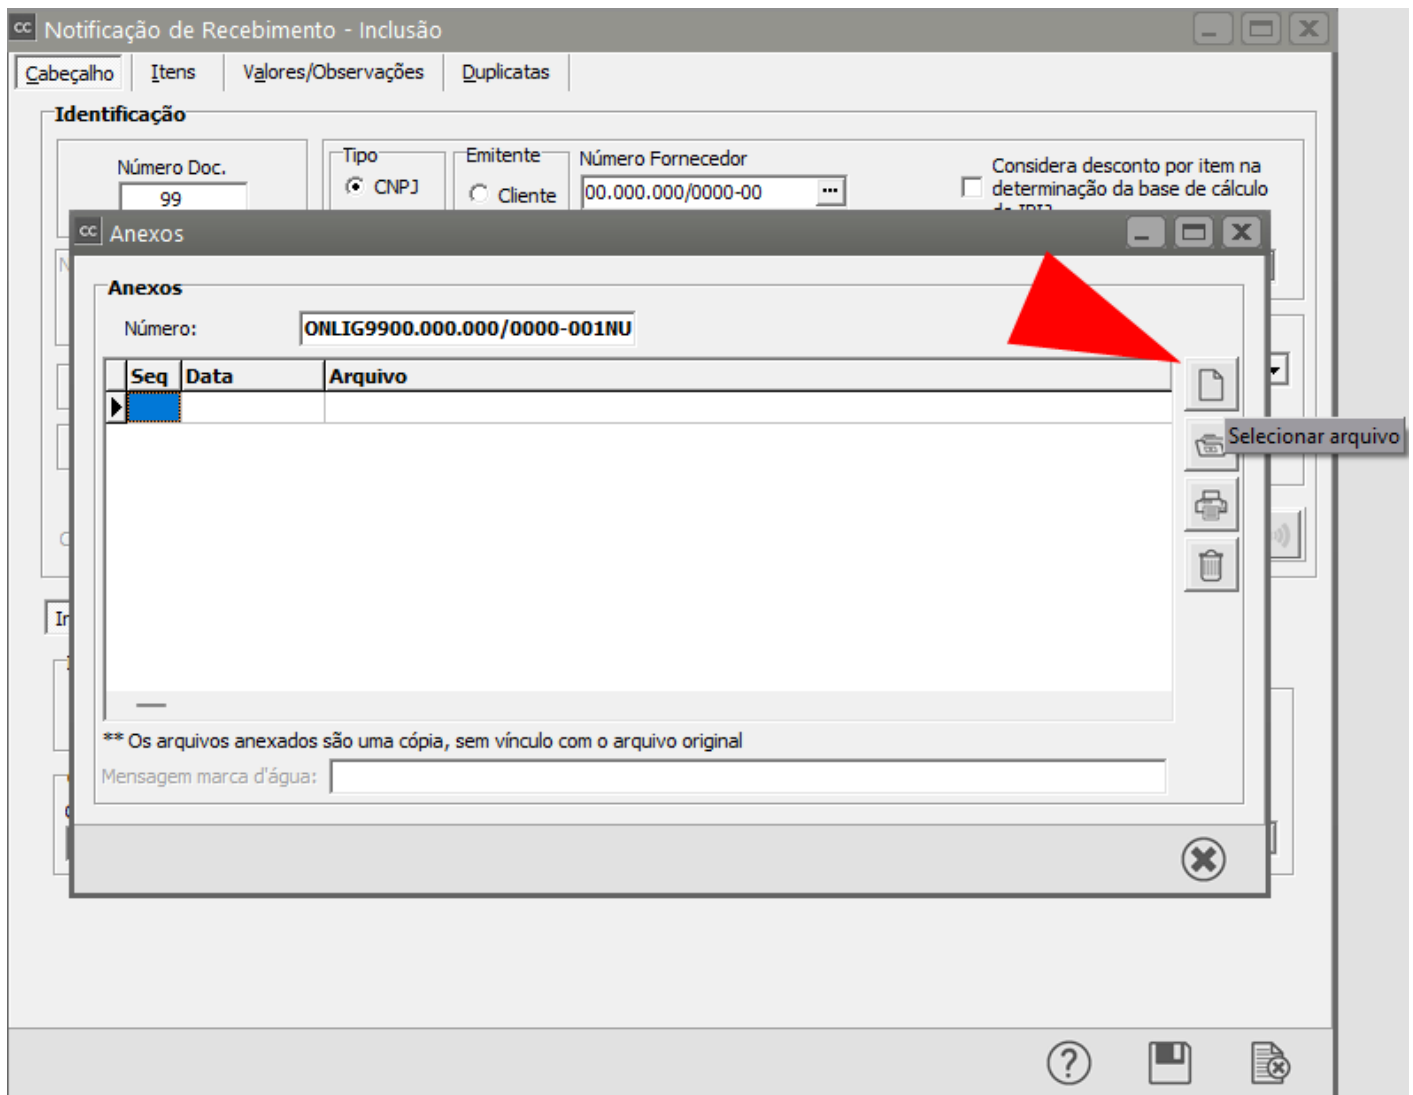 cc Notificação de Recebimento - Inclusão
Cabeçalho Itens Valores/Observações Duplicatas
Identificação
Número Doc.
99
Tipo
CNPJ
Emitente
Cliente
Número Fornecedor
00.000.000/0000-00 ...
Considera desconto por item na
determinação da base de cálculo
cc Anexos
Anexos
Número: ONLIG9900.000.000/0000-001NU
Seq Data Arquivo
Selecionar arquivo
** Os arquivos anexados são uma cópia, sem vínculo com o arquivo original
Mensagem marca d'água: